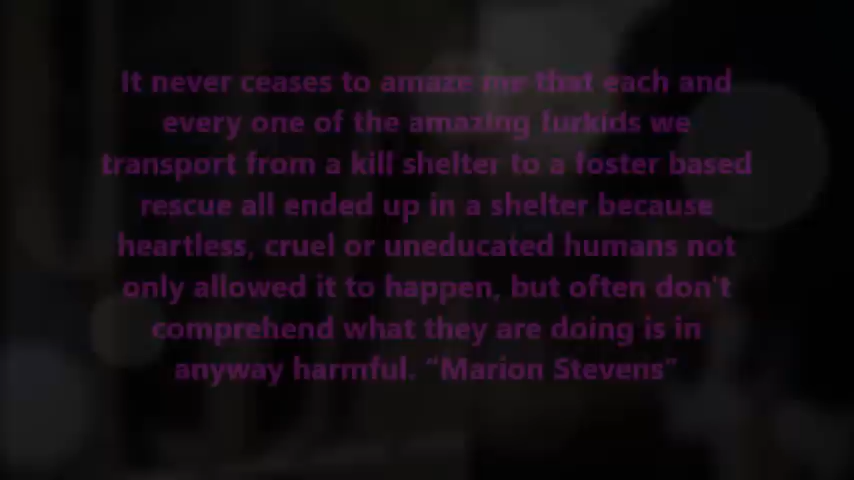 It never ceases to amaze me that each and
every one of the amazing furkids we
transport from a kill shelter to a foster based
rescue all ended up in a shelter because
heartless, cruel or uneducated humans not
only allowed it to happen, but often don't
comprehend what they are doing is in
anyway harmful. “Marion Stevens”